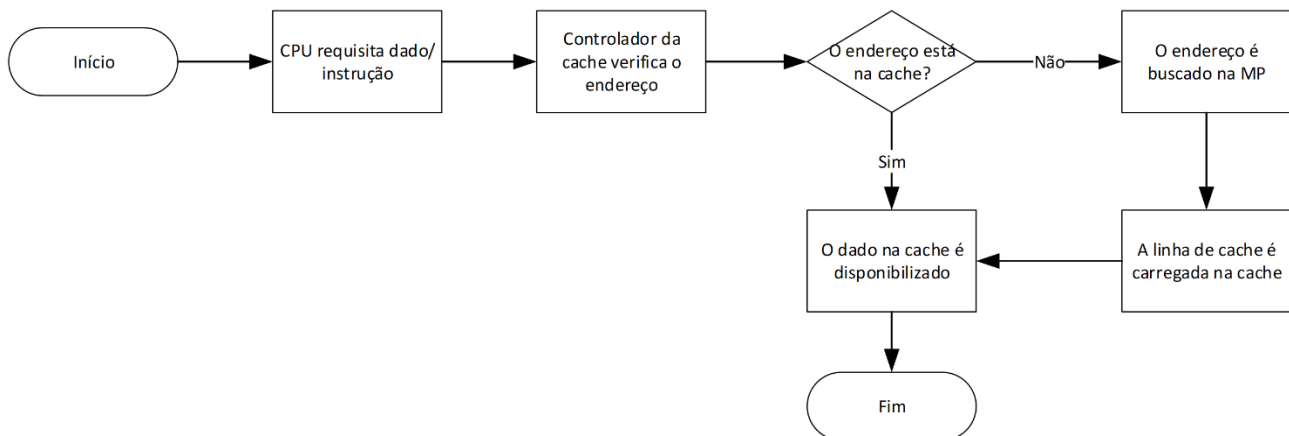 Início
CPU requisita dado/
instrução
Controlador da
cache verifica o
endereço
O endereço está
na cache?
Não
O endereço é
buscado na MP
Sim
O dado na cache é
disponibilizado
A linha de cache é
carregada na cache
Fim